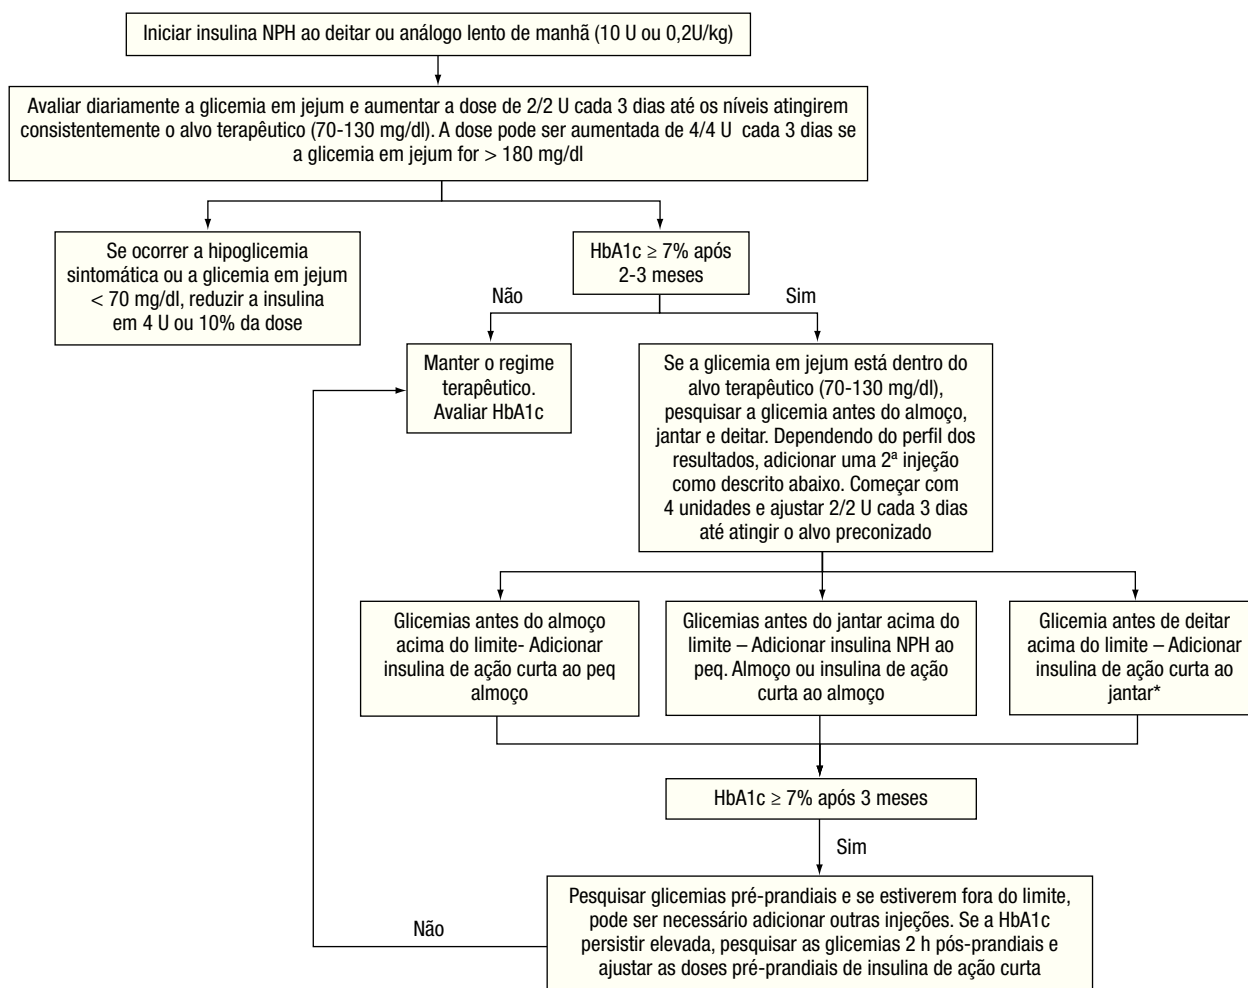 Iniciar insulina NPH ao deitar ou análogo lento de manhã (10 U ou 0,2U/kg)
Avaliar diariamente a glicemia em jejum e aumentar a dose de 2/2 U cada 3 dias até os níveis atingirem
consistentemente o alvo terapêutico (70-130 mg/dl). A dose pode ser aumentada de 4/4 U cada 3 dias se
a glicemia em jejum for > 180 mg/dl
Se ocorrer a hipoglicemia
sintomática ou a glicemia em jejum
< 70 mg/dl, reduzir a insulina
em 4 U ou 10% da dose
HbA1c ≥ 7% após
2-3 meses
Não
Sim
Manter o regime
terapêutico.
Avaliar HbA1c
Se a glicemia em jejum está dentro do
alvo terapêutico (70-130 mg/dl),
pesquisar a glicemia antes do almoço,
jantar e deitar. Dependendo do perfil dos
resultados, adicionar uma 2ª injeção
como descrito abaixo. Começar com
4 unidades e ajustar 2/2 U cada 3 dias
até atingir o alvo preconizado
Glicemias antes do almoço
acima do limite- Adicionar
insulina de ação curta ao peq
almoço
Glicemias antes do jantar acima do
limite – Adicionar insulina NPH ao
peq. Almoço ou insulina de ação
curta ao almoço
Glicemia antes de deitar
acima do limite – Adicionar
insulina de ação curta ao
jantar*
HbA1c ≥ 7% após 3 meses
Sim
Não
Pesquisar glicemias pré-prandiais e se estiverem fora do limite,
pode ser necessário adicionar outras injeções. Se a HbA1c
persistir elevada, pesquisar as glicemias 2 h pós-prandiais e
ajustar as doses pré-prandiais de insulina de ação curta